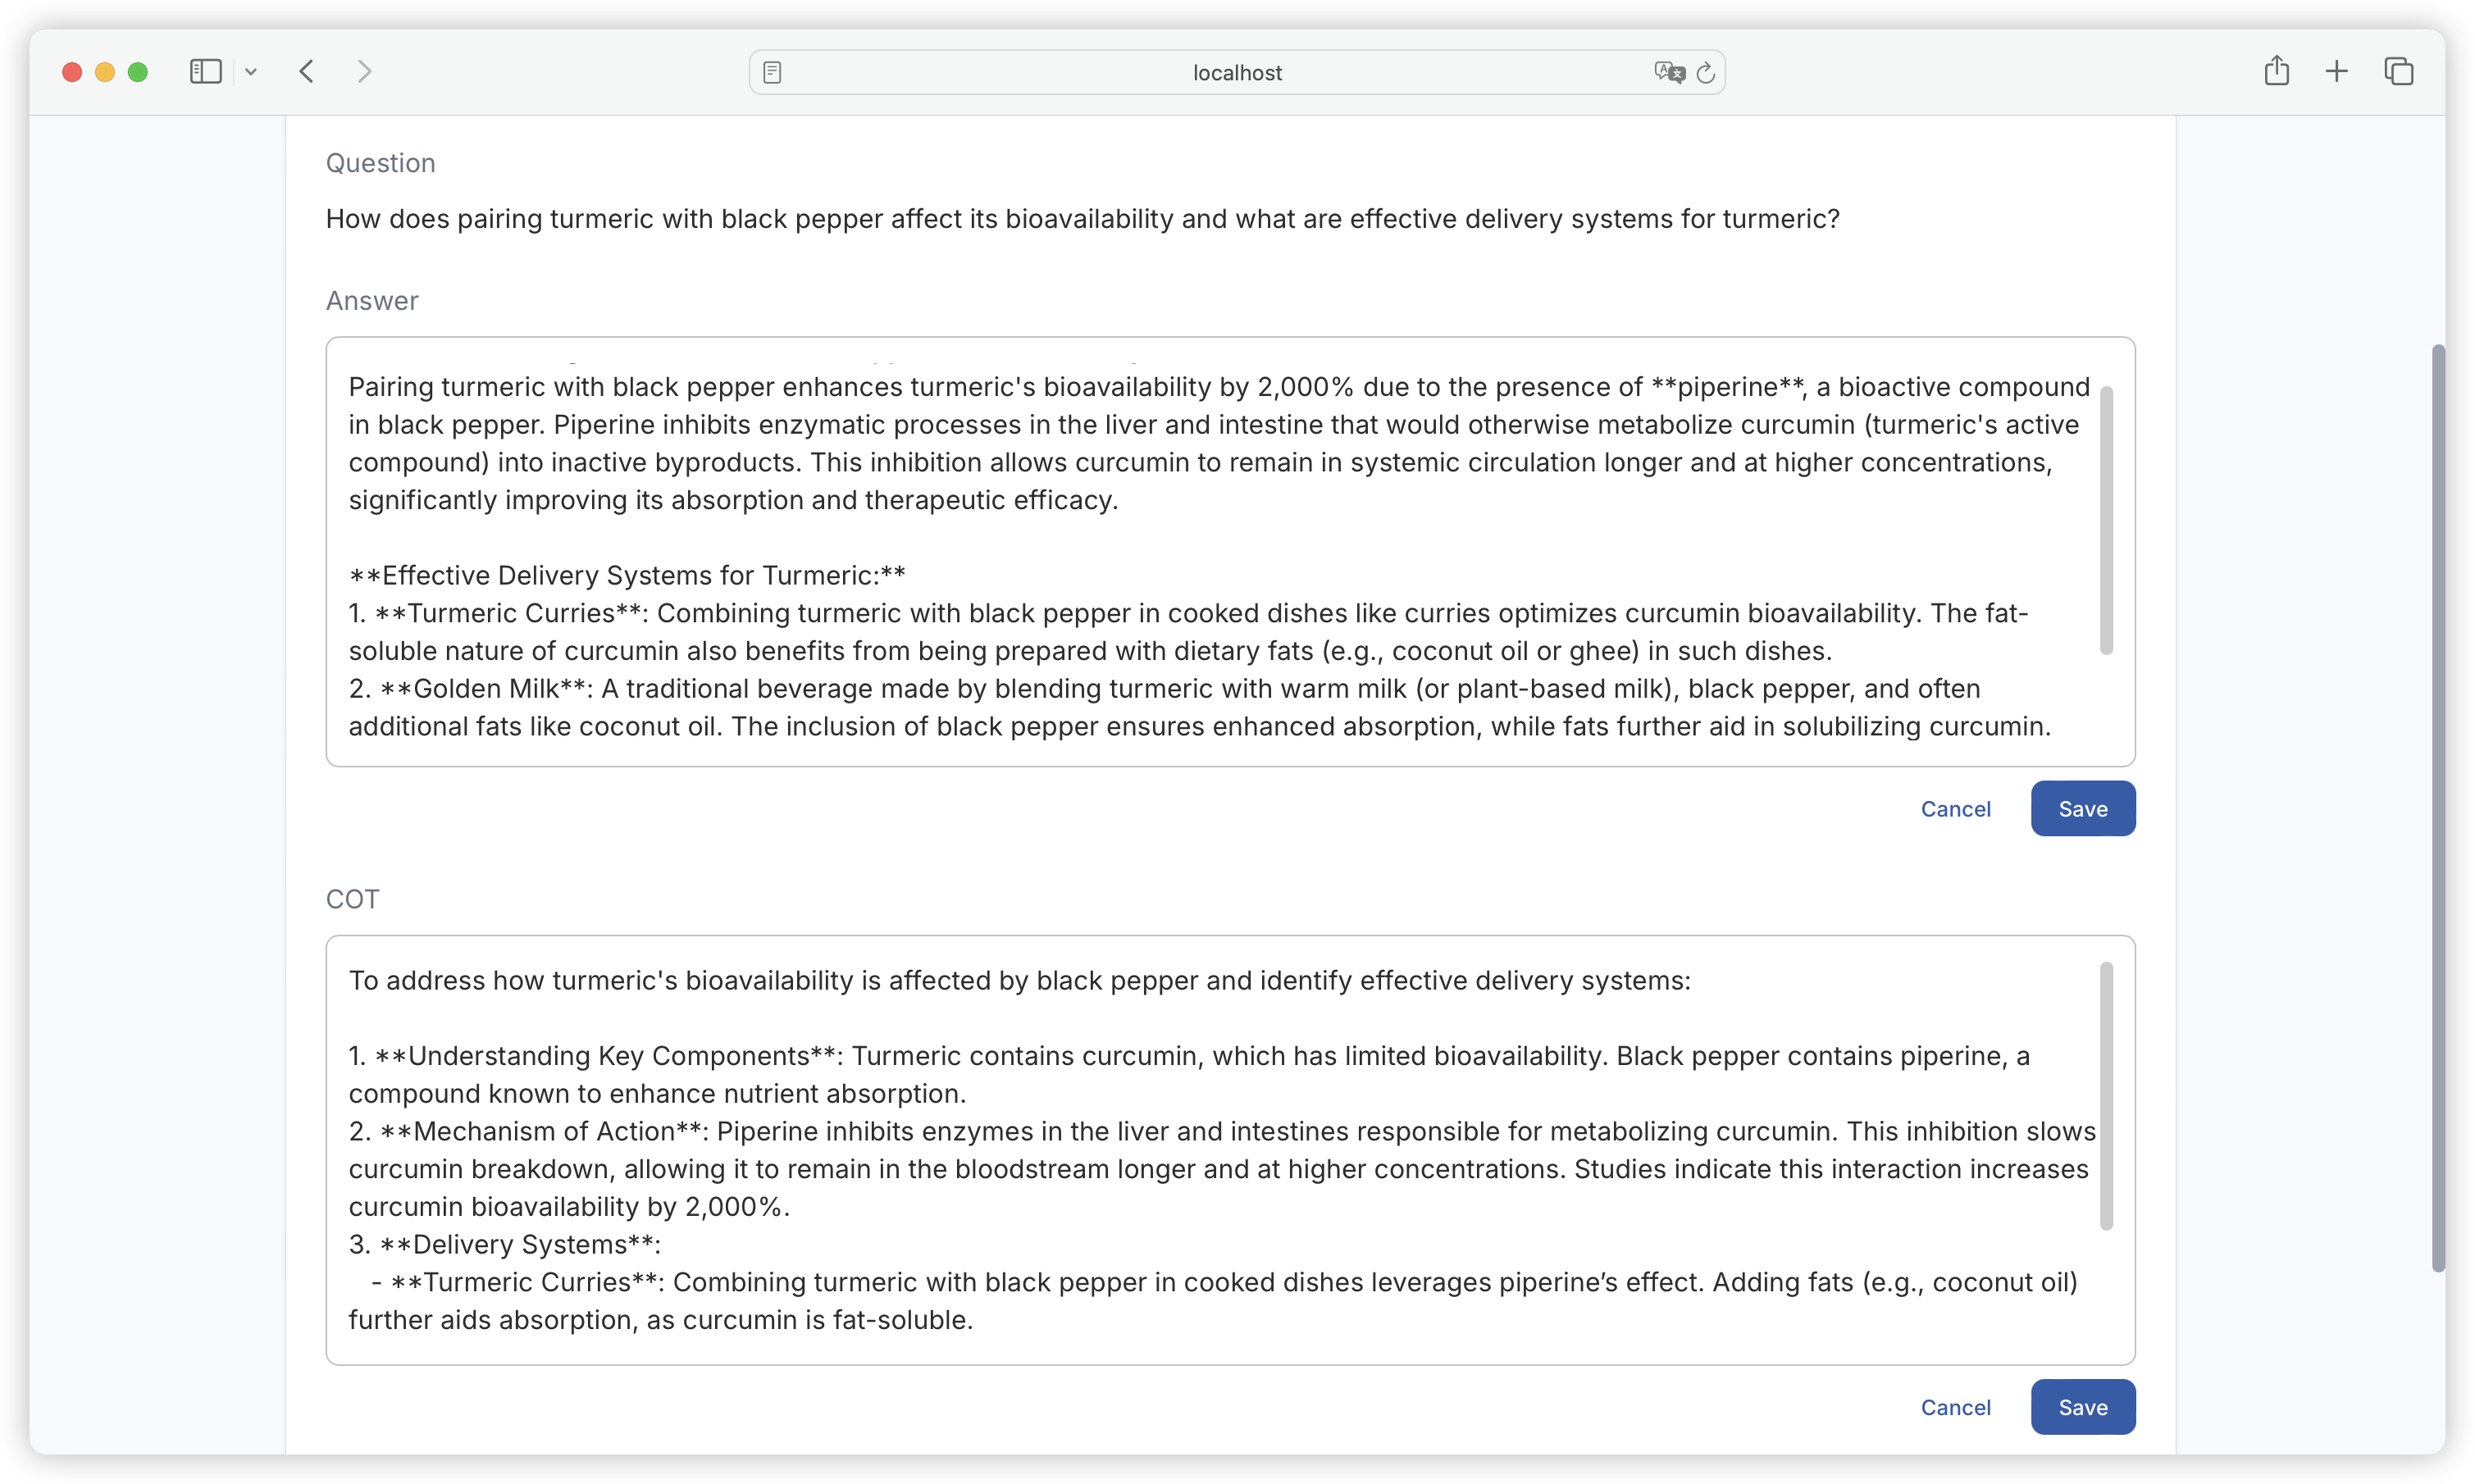 localhost
Question
How does pairing turmeric with black pepper affect its bioavailability and what are effective delivery systems for turmeric?
Answer
Pairing turmeric with black pepper enhances turmeric's bioavailability by 2,000% due to the presence of **piperine**, a bioactive compound
in black pepper. Piperine inhibits enzymatic processes in the liver and intestine that would otherwise metabolize curcumin (turmeric's active
compound) into inactive byproducts. This inhibition allows curcumin to remain in systemic circulation longer and at higher concentrations,
significantly improving its absorption and therapeutic efficacy.
**Effective Delivery Systems for Turmeric:**
1. **Turmeric Curries**: Combining turmeric with black pepper in cooked dishes like curries optimizes curcumin bioavailability. The fat-
soluble nature of curcumin also benefits from being prepared with dietary fats (e.g., coconut oil or ghee) in such dishes.
2. **Golden Milk**: A traditional beverage made by blending turmeric with warm milk (or plant-based milk), black pepper, and often
additional fats like coconut oil. The inclusion of black pepper ensures enhanced absorption, while fats further aid in solubilizing curcumin.
Cancel Save
COT
To address how turmeric's bioavailability is affected by black pepper and identify effective delivery systems:
1. **Understanding Key Components**: Turmeric contains curcumin, which has limited bioavailability. Black pepper contains piperine, a
compound known to enhance nutrient absorption.
2. **Mechanism of Action**: Piperine inhibits enzymes in the liver and intestines responsible for metabolizing curcumin. This inhibition slows
curcumin breakdown, allowing it to remain in the bloodstream longer and at higher concentrations. Studies indicate this interaction increases
curcumin bioavailability by 2,000%.
3. **Delivery Systems**:
- **Turmeric Curries**: Combining turmeric with black pepper in cooked dishes leverages piperine’s effect. Adding fats (e.g., coconut oil)
further aids absorption, as curcumin is fat-soluble.
Cancel Save